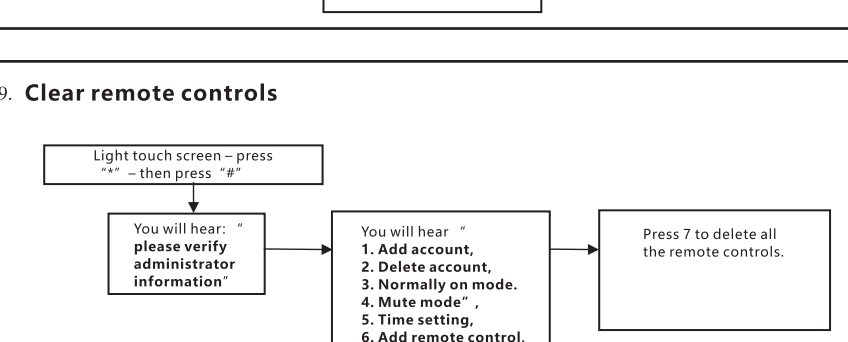 9. Clear remote controls
Light touch screen – press
"*" – then press "#"
You will hear: "
please verify
administrator
information"
You will hear "
1. Add account,
2. Delete account,
3. Normally on mode.
4. Mute mode" ,
5. Time setting,
6. Add remote control,
Press 7 to delete all
the remote controls.